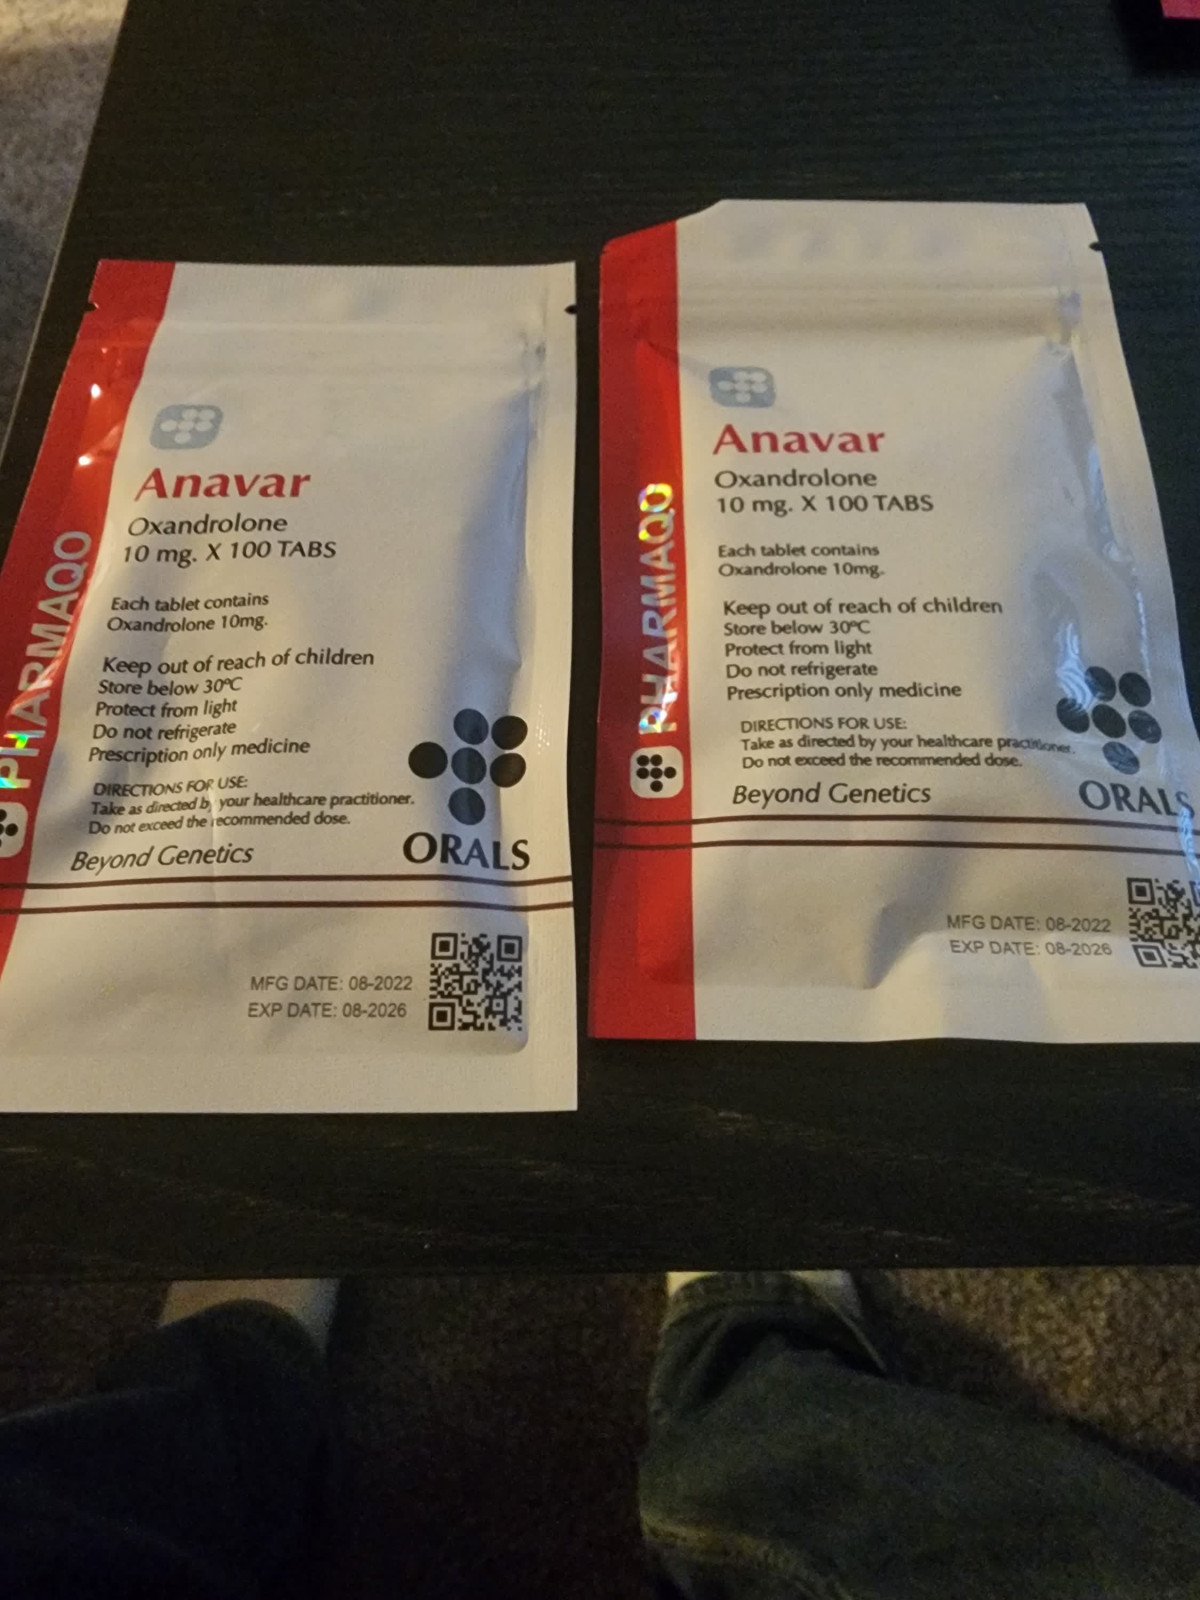 PHARMAQO
Anavar
Oxandrolone
10 mg. X 100 TABS
Each tablet contains
Oxandrolone 10mg.
Keep out of reach of children
Store below 30ºC
Protect from light
Do not refrigerate
Prescription only medicine
DIRECTIONS FOR USE:
Take as directed by your healthcare practitioner.
Do not exceed the recommended dose.
Beyond Genetics
ORALS
MFG DATE: 08-2022
EXP DATE: 08-2026
PHARMAQO
Anavar
Oxandrolone
10 mg. X 100 TABS
Each tablet contains
Oxandrolone 10mg.
Keep out of reach of children
Store below 30ºC
Protect from light
Do not refrigerate
Prescription only medicine
DIRECTIONS FOR USE:
Take as directed by your healthcare practitioner.
Do not exceed the recommended dose.
Beyond Genetics
ORALS
MFG DATE: 08-2022
EXP DATE: 08-2026